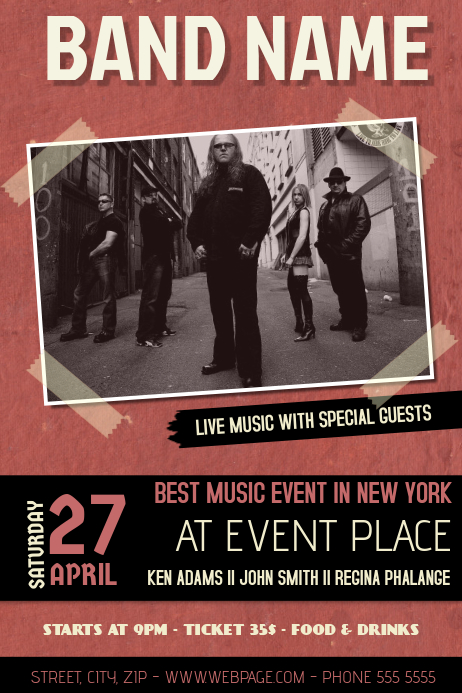 BAND NAME
LIVE MUSIC WITH SPECIAL GUESTS
SATURDAY
27
APRIL
BEST MUSIC EVENT IN NEW YORK
AT EVENT PLACE
KEN ADAMS II JOHN SMITH II REGINA PHALANGE
STARTS AT 9PM - TICKET 35$ - FOOD & DRINKS
STREET, CITY, ZIP - WWW.WEBPAGE.COM - PHONE 555 5555